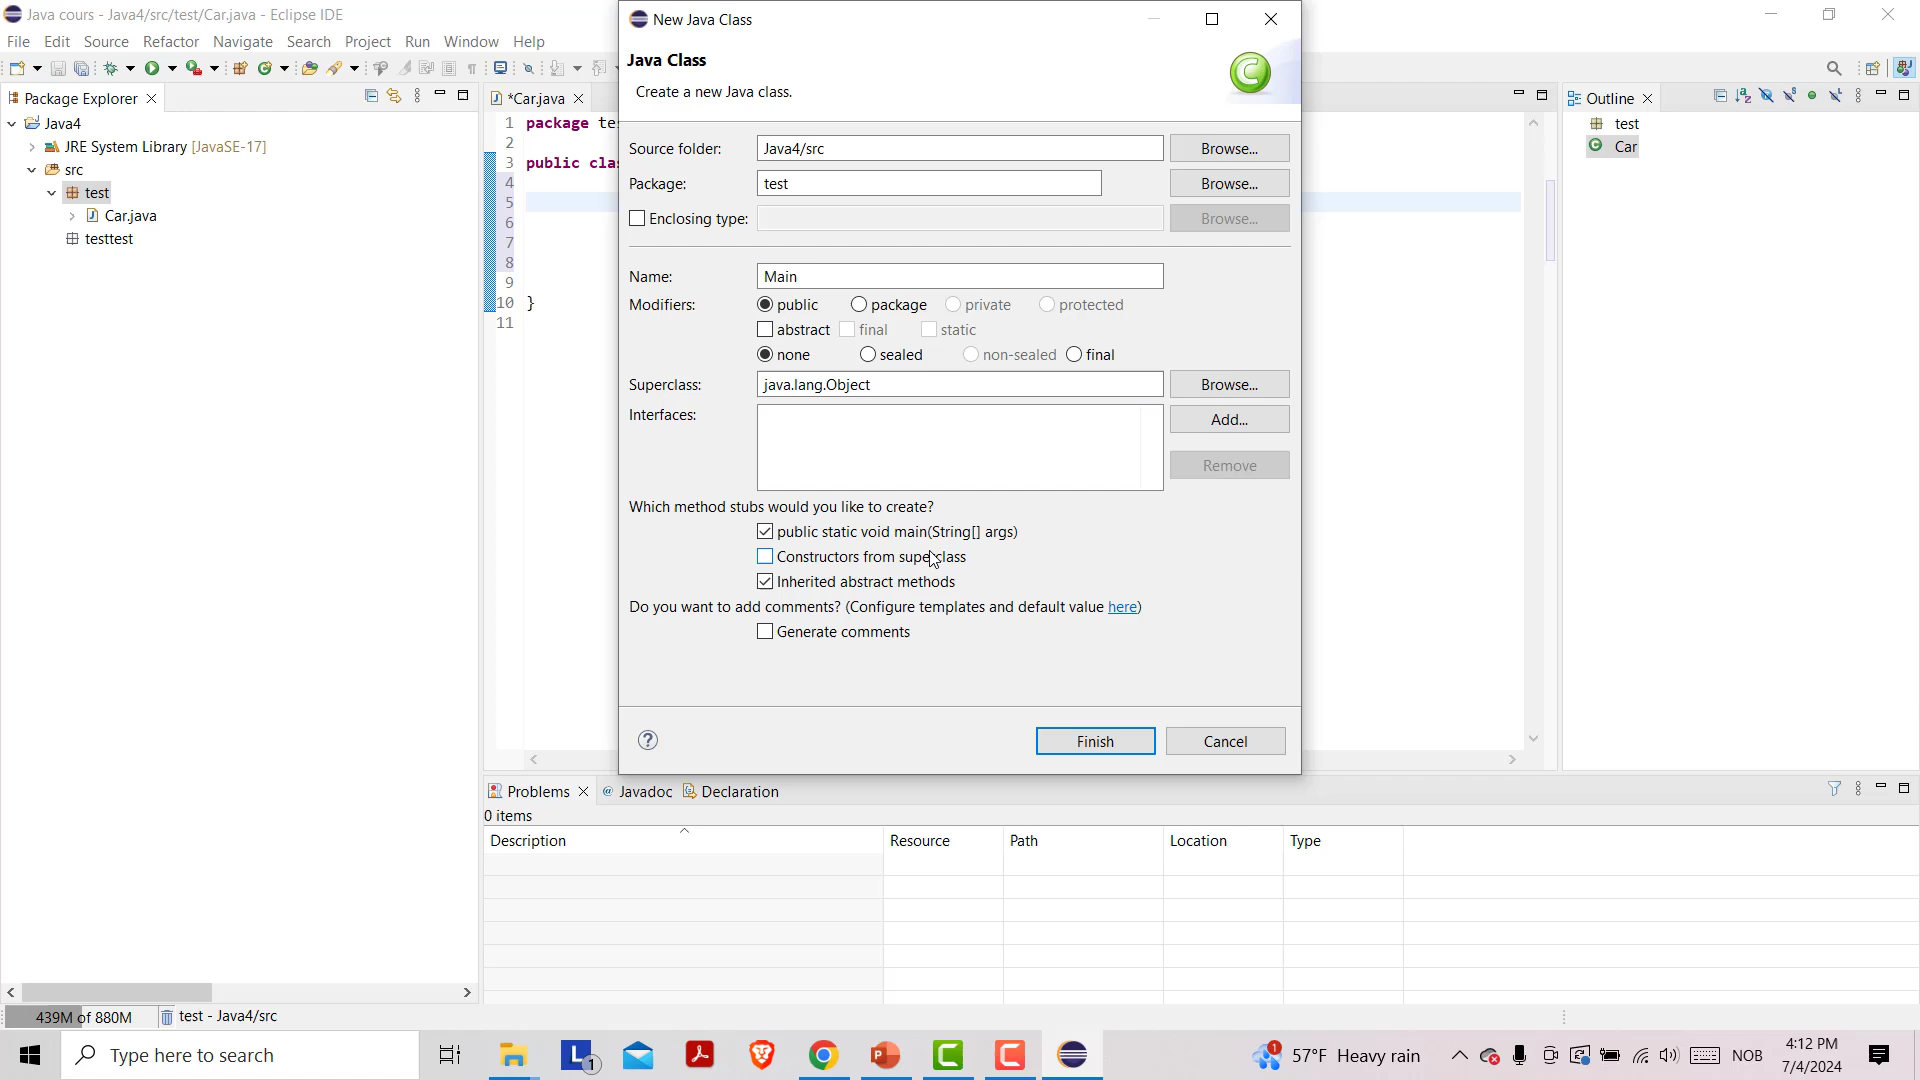 Java cours - Java4/src/test/Car.java - Eclipse IDE
File Edit Source Refactor Navigate Search Project Run Window Help
Package Explorer
Java4
JRE System Library [JavaSE-17]
src
test
Car.java
testtest
*Car.java
1 package tes
2
3 public clas
4
5
6
7
8
9
10 }
11
New Java Class
Java Class
Create a new Java class.
Source folder: Java4/src Browse...
Package: test Browse...
Enclosing type: Browse...
Name: Main
Modifiers: public package private protected
abstract final static
none sealed non-sealed final
Superclass: java.lang.Object Browse...
Interfaces: Add...
Remove
Which method stubs would you like to create?
public static void main(String[] args)
Constructors from superclass
Inherited abstract methods
Do you want to add comments? (Configure templates and default value here)
Generate comments
Finish Cancel
Outline
test
Car
Problems @ Javadoc Declaration
0 items
Description Resource Path Location Type
439M of 880M test - Java4/src
Type here to search
1
1 57°F Heavy rain NOB 4:12 PM
7/4/2024